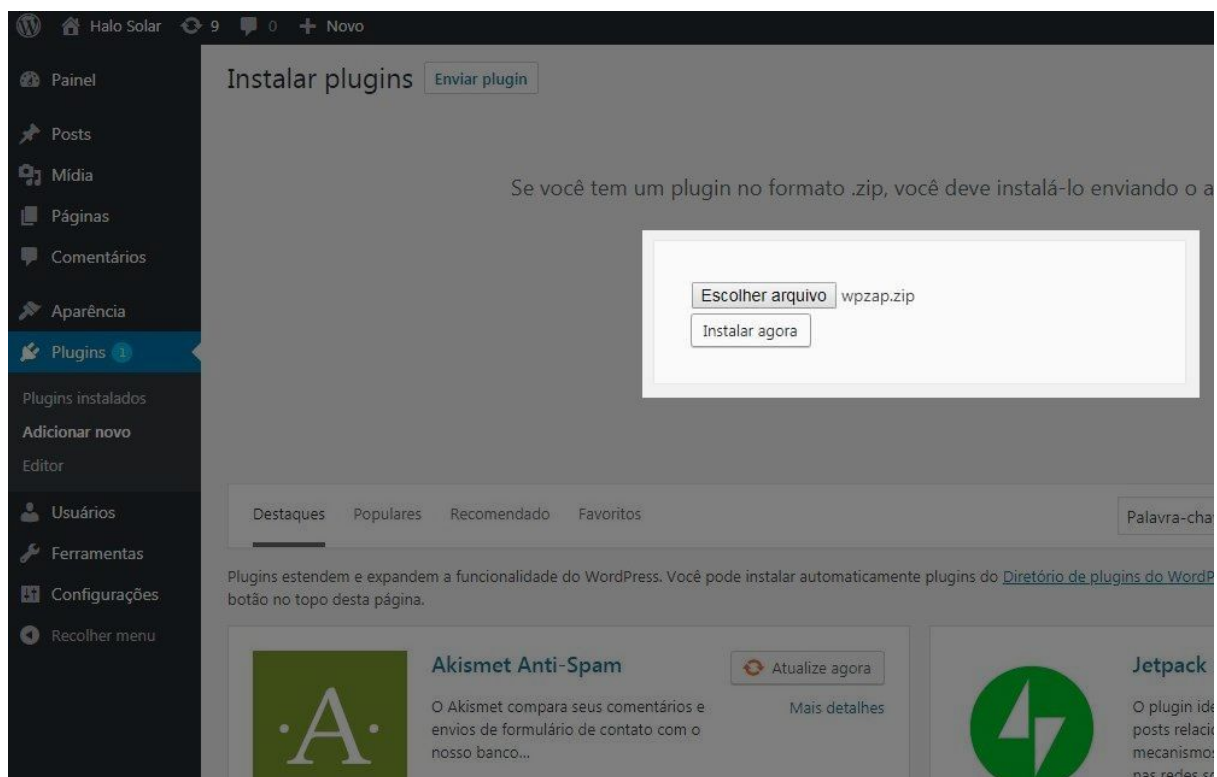 Halo Solar 9 0 + Novo
Painel
Posts
Mídia
Páginas
Comentários
Aparência
Plugins 1
Plugins instalados
Adicionar novo
Editor
Usuários
Ferramentas
Configurações
Recolher menu
Instalar plugins Enviar plugin
Se você tem um plugin no formato .zip, você deve instalá-lo enviando o a
Escolher arquivo wpzap.zip
Instalar agora
Destaques Populares Recomendado Favoritos Palavra-cha
Plugins estendem e expandem a funcionalidade do WordPress. Você pode instalar automaticamente plugins do Diretório de plugins do WordP
botão no topo desta página.
·A·
Akismet Anti-Spam
Atualize agora
Mais detalhes
O Akismet compara seus comentários e
envios de formulário de contato com o
nosso banco...
Jetpack
O plugin ide
posts relacio
mecanismos
nas redes so